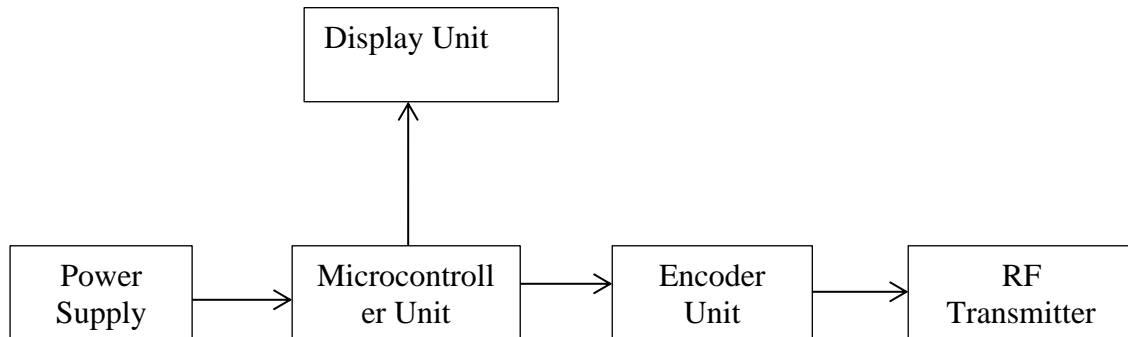 Display Unit
Power
Supply
Microcontroll
er Unit
Encoder
Unit
RF
Transmitter